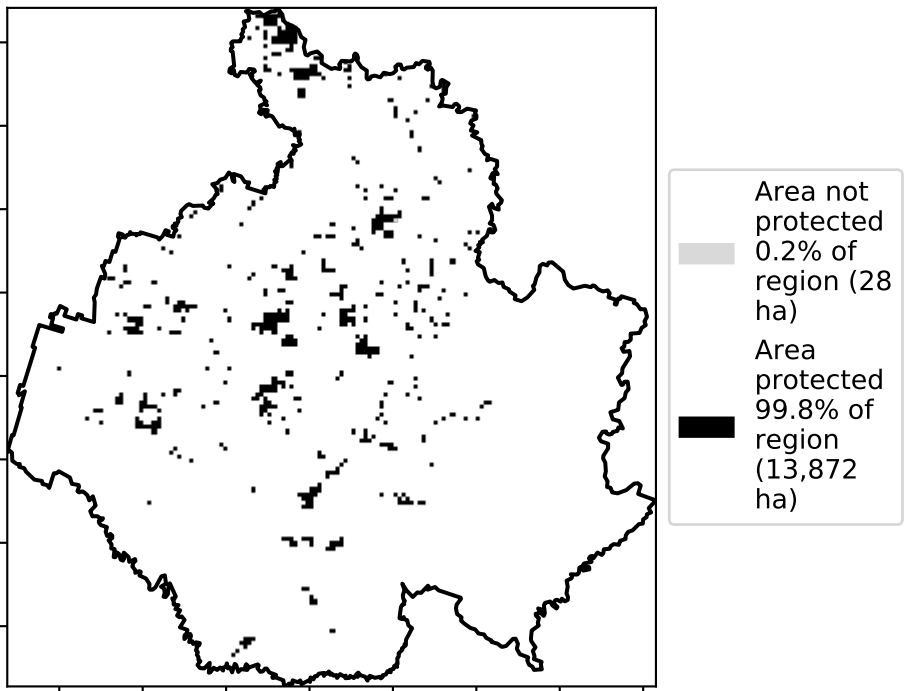 Area not
protected
0.2% of
region (28
ha)
Area
protected
99.8% of
region
(13,872
ha)